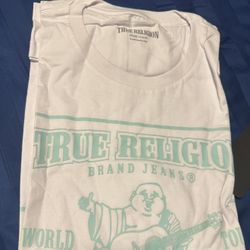 TRUE RELIGION
TRUE RELIGION
BRAND JEANS®
WORLD